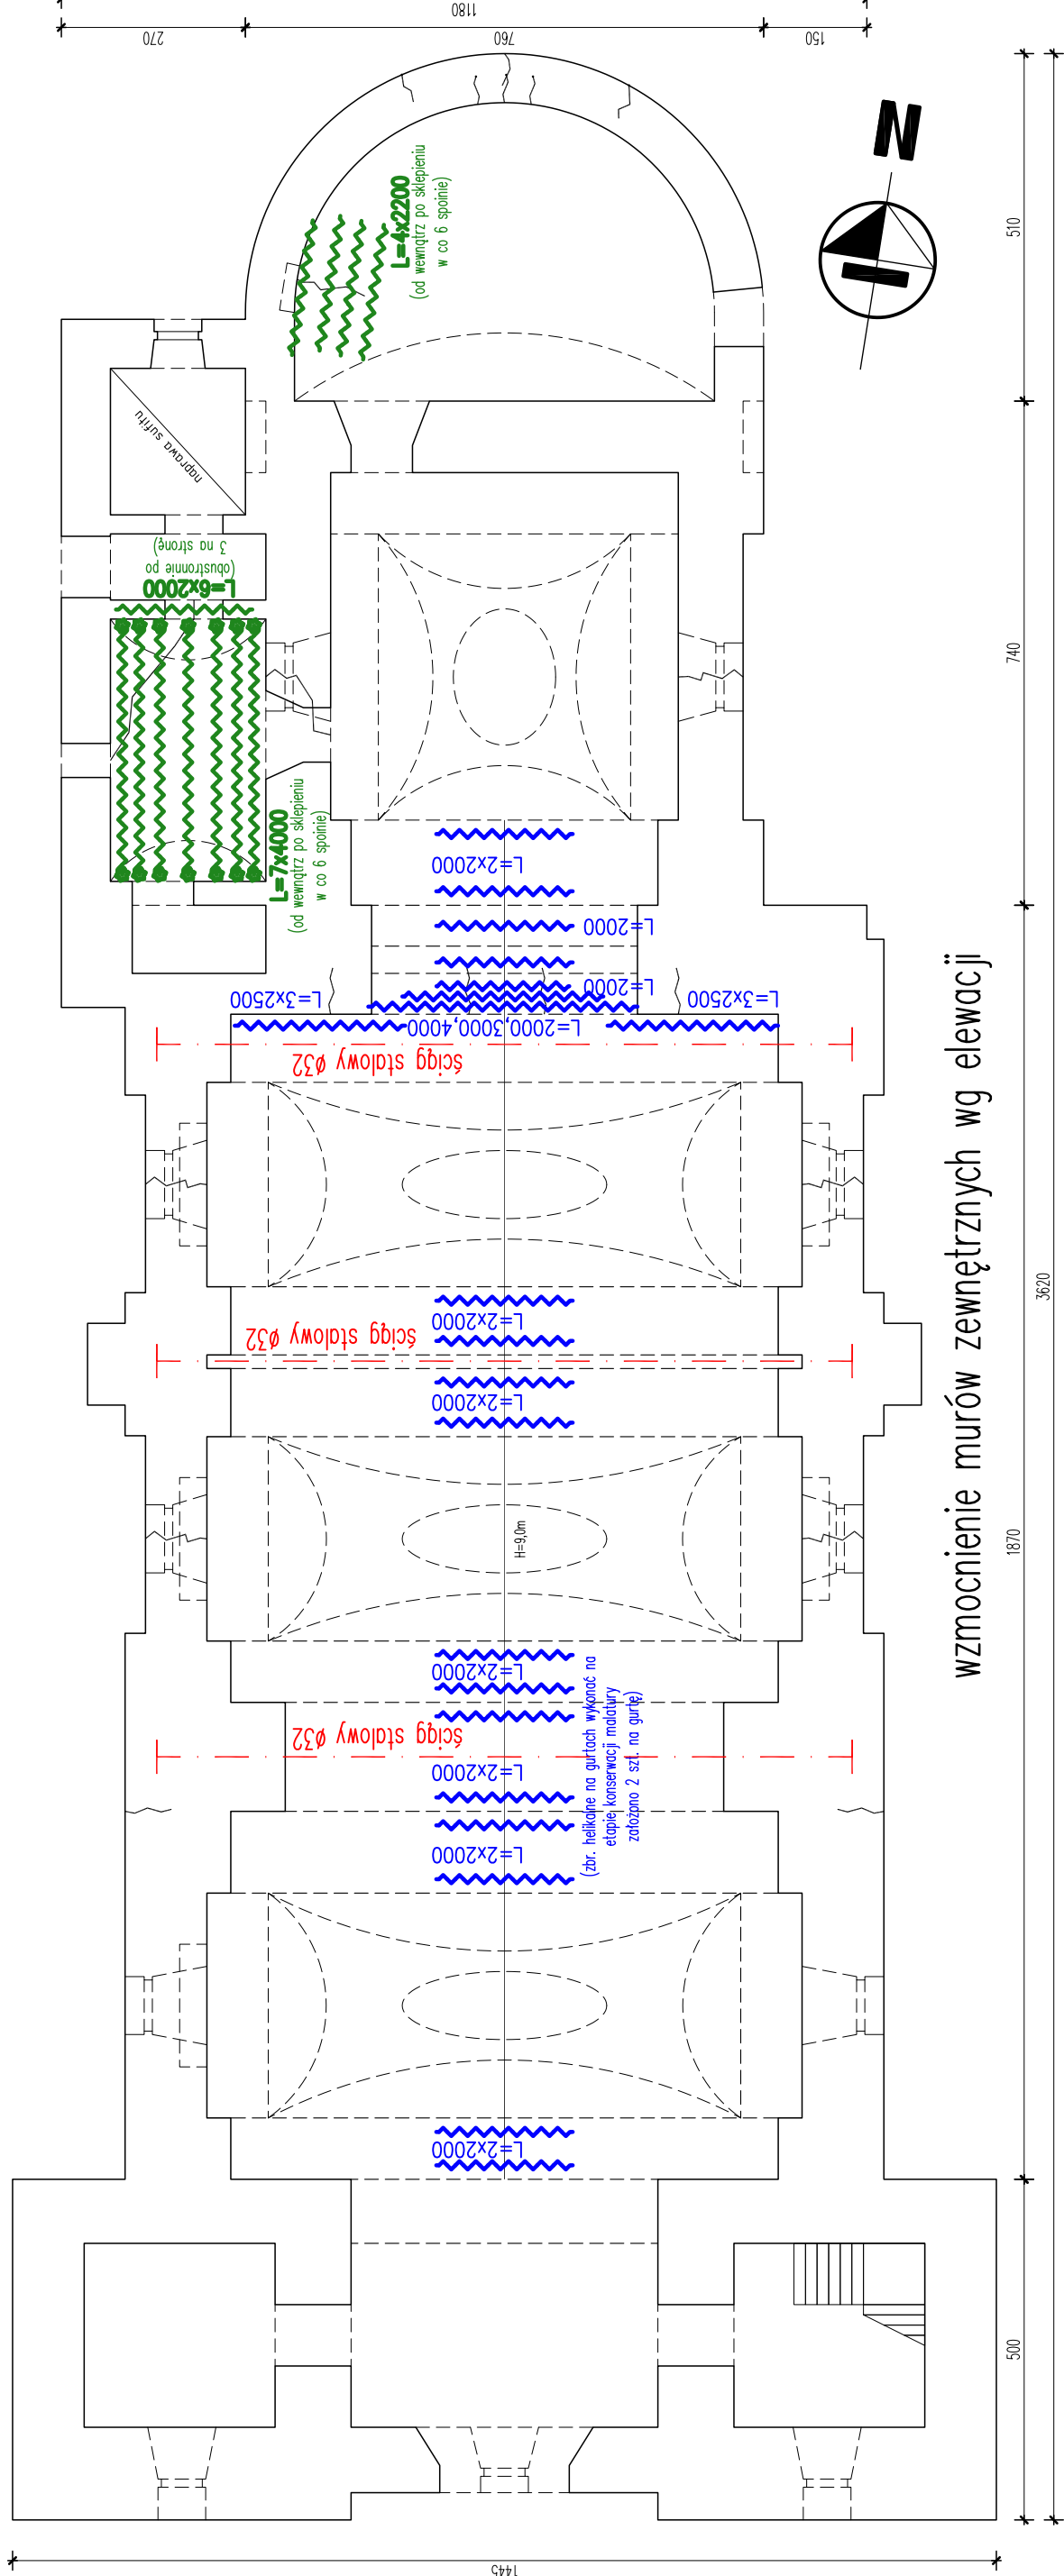 270
1180
760
150
N
510
L=4x2200
(od wewnątrz po sklepieniu
w co 6 spoinie)
naprawa sufitu
L=6x2000
(obustronnie po
3 na stronę)
740
L=7x4000
(od wewnątrz po sklepieniu
w co 6 spoinie)
L=2x2000
L=2000
L=2000
L=3x2500
L=3x2500
L=2000,3000,4000
ściąg stalowy ø32
L=2x2000
ściąg stalowy ø32
L=2x2000
3620
H=9,0m
1870
wzmocnienie murów zewnętrznych wg elewacji
L=2x2000
ściąg stalowy ø32
L=2x2000
(zbr. helikalne na gurtach wykonać na
etapie konserwacji malatury
założono 2 szt. na gurtę)
L=2x2000
L=2x2000
500
1445